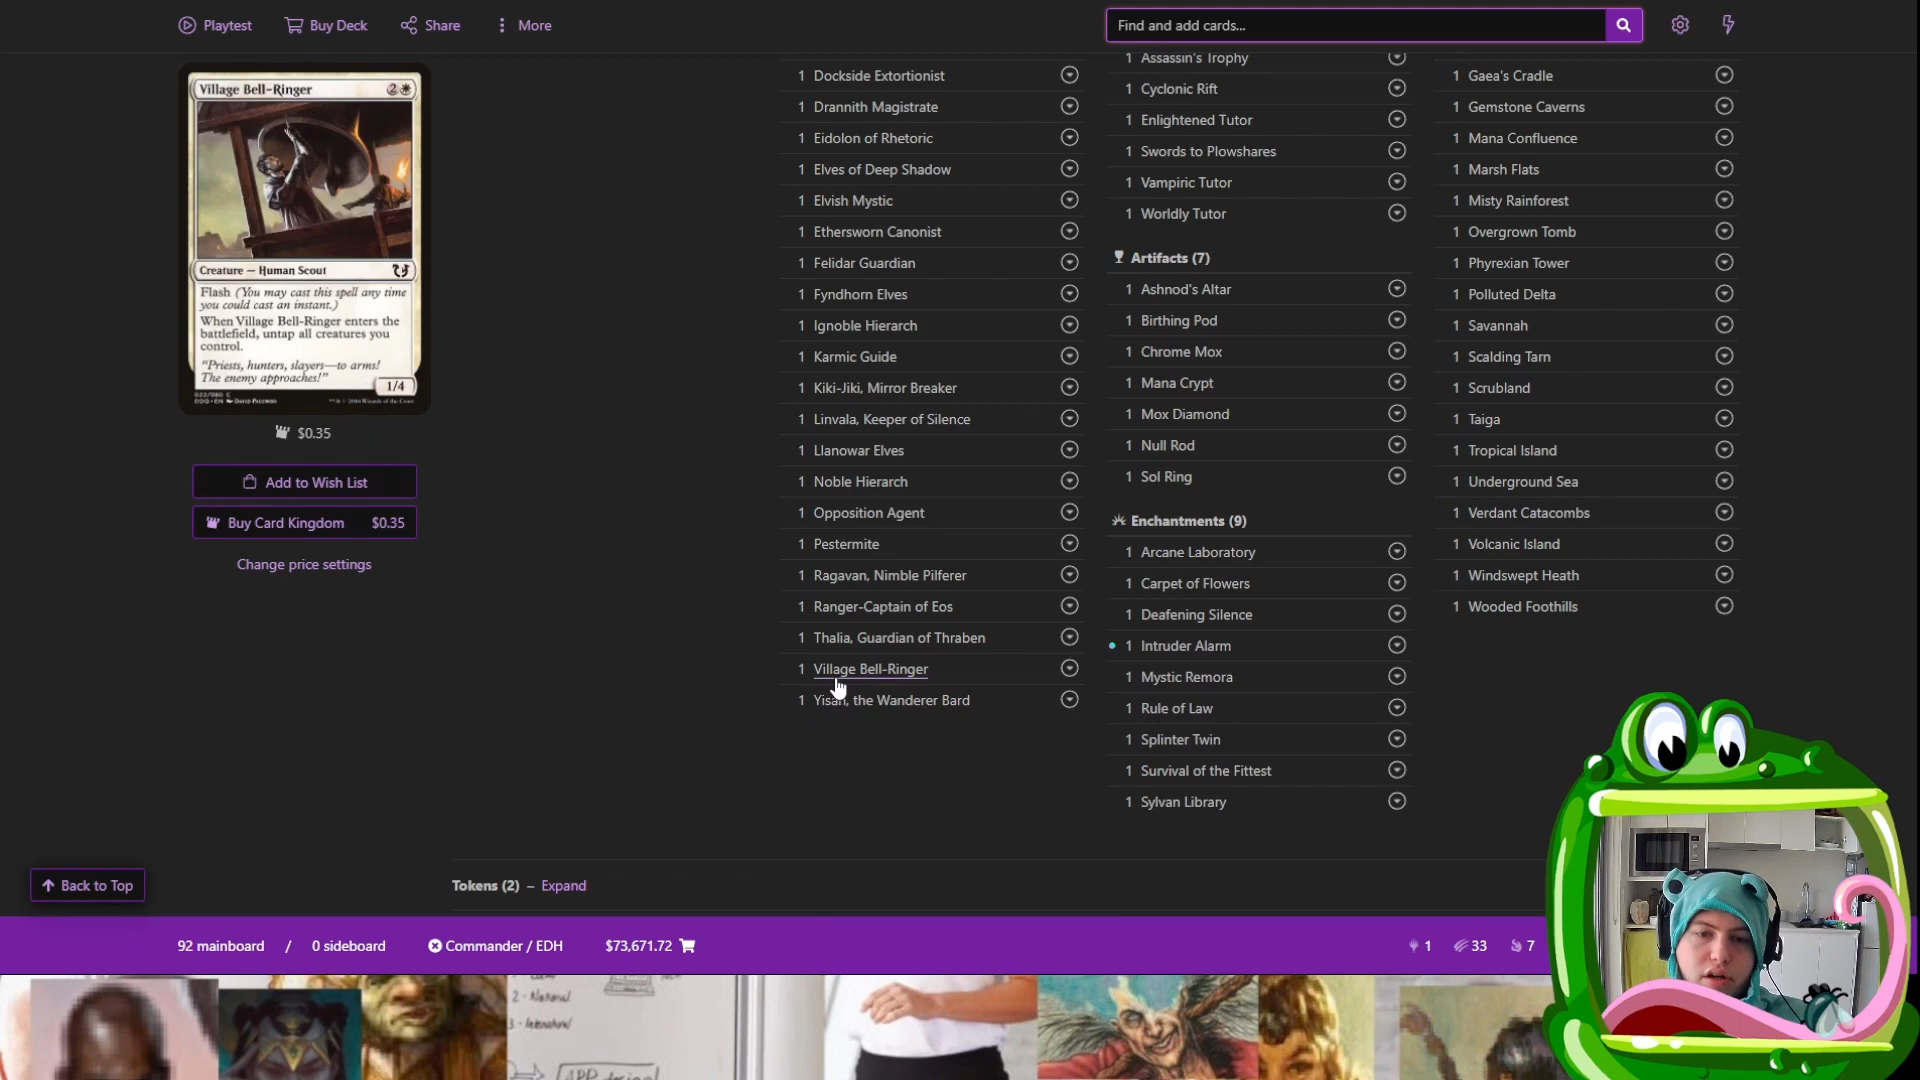 Playtest
Buy Deck
Share
More
Find and add cards...
Village Bell-Ringer 2
Creature — Human Scout
Flash (You may cast this spell any time
you could cast an instant.)
When Village Bell-Ringer enters the
battlefield, untap all creatures you
control.
"Priests, hunters, slayers—to arms!
The enemy approaches!"
1/4
$0.35
Add to Wish List
Buy Card Kingdom $0.35
Change price settings
1 Dockside Extortionist
1 Drannith Magistrate
1 Eidolon of Rhetoric
1 Elves of Deep Shadow
1 Elvish Mystic
1 Ethersworn Canonist
1 Felidar Guardian
1 Fyndhorn Elves
1 Ignoble Hierarch
1 Karmic Guide
1 Kiki-Jiki, Mirror Breaker
1 Linvala, Keeper of Silence
1 Llanowar Elves
1 Noble Hierarch
1 Opposition Agent
1 Pestermite
1 Ragavan, Nimble Pilferer
1 Ranger-Captain of Eos
1 Thalia, Guardian of Thraben
1 Village Bell-Ringer
1 Yisan, the Wanderer Bard
1 Assassin's Trophy
1 Cyclonic Rift
1 Enlightened Tutor
1 Swords to Plowshares
1 Vampiric Tutor
1 Worldly Tutor
Artifacts (7)
1 Ashnod's Altar
1 Birthing Pod
1 Chrome Mox
1 Mana Crypt
1 Mox Diamond
1 Null Rod
1 Sol Ring
Enchantments (9)
1 Arcane Laboratory
1 Carpet of Flowers
1 Deafening Silence
1 Intruder Alarm
1 Mystic Remora
1 Rule of Law
1 Splinter Twin
1 Survival of the Fittest
1 Sylvan Library
1 Gaea's Cradle
1 Gemstone Caverns
1 Mana Confluence
1 Marsh Flats
1 Misty Rainforest
1 Overgrown Tomb
1 Phyrexian Tower
1 Polluted Delta
1 Savannah
1 Scalding Tarn
1 Scrubland
1 Taiga
1 Tropical Island
1 Underground Sea
1 Verdant Catacombs
1 Volcanic Island
1 Windswept Heath
1 Wooded Foothills
Tokens (2) – Expand
Back to Top
92 mainboard / 0 sideboard Commander / EDH $73,671.72 1 33 7
2 - National